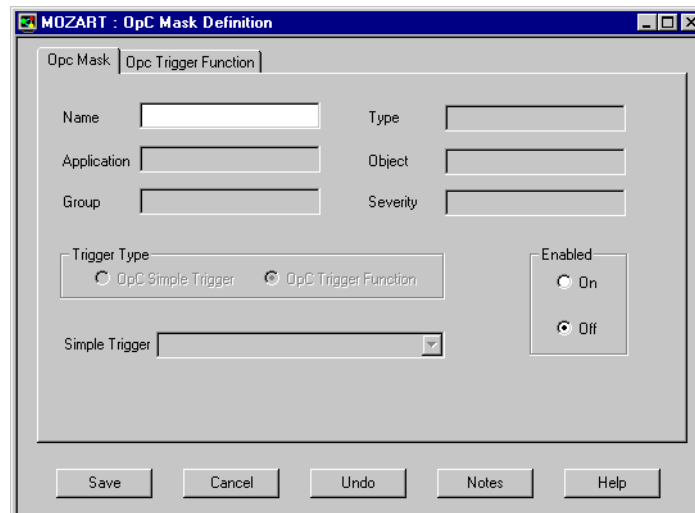 MOZART : OpC Mask Definition
Opc Mask Opc Trigger Function
Name Type
Application Object
Group Severity
Trigger Type Enabled
OpC Simple Trigger OpC Trigger Function On
Off
Simple Trigger
Save Cancel Undo Notes Help